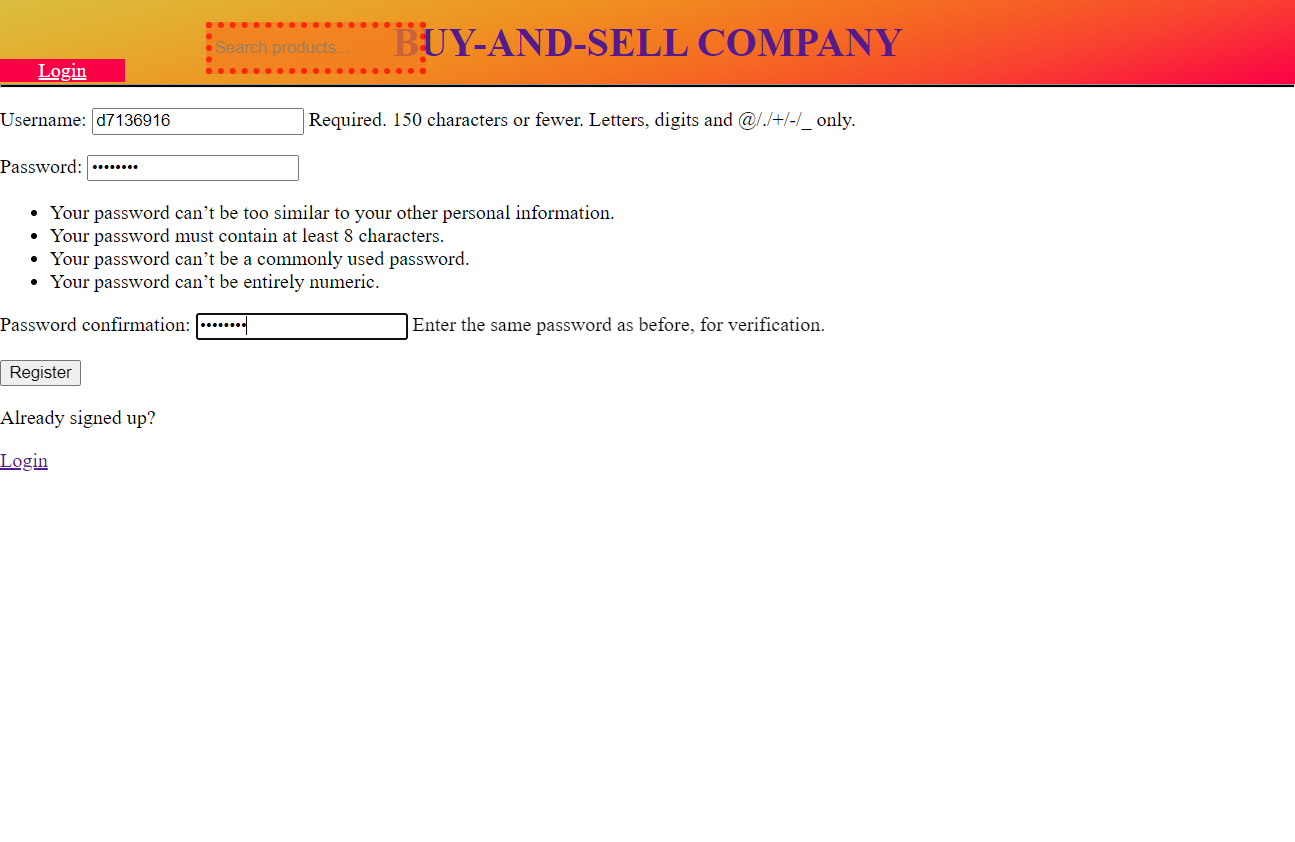 Search products...
BUY-AND-SELL COMPANY
Login
Username: d7136916 Required. 150 characters or fewer. Letters, digits and @/./+/-/_ only.
Password: ••••••••
• Your password can’t be too similar to your other personal information.
• Your password must contain at least 8 characters.
• Your password can’t be a commonly used password.
• Your password can’t be entirely numeric.
Password confirmation: •••••••• Enter the same password as before, for verification.
Register
Already signed up?
Login